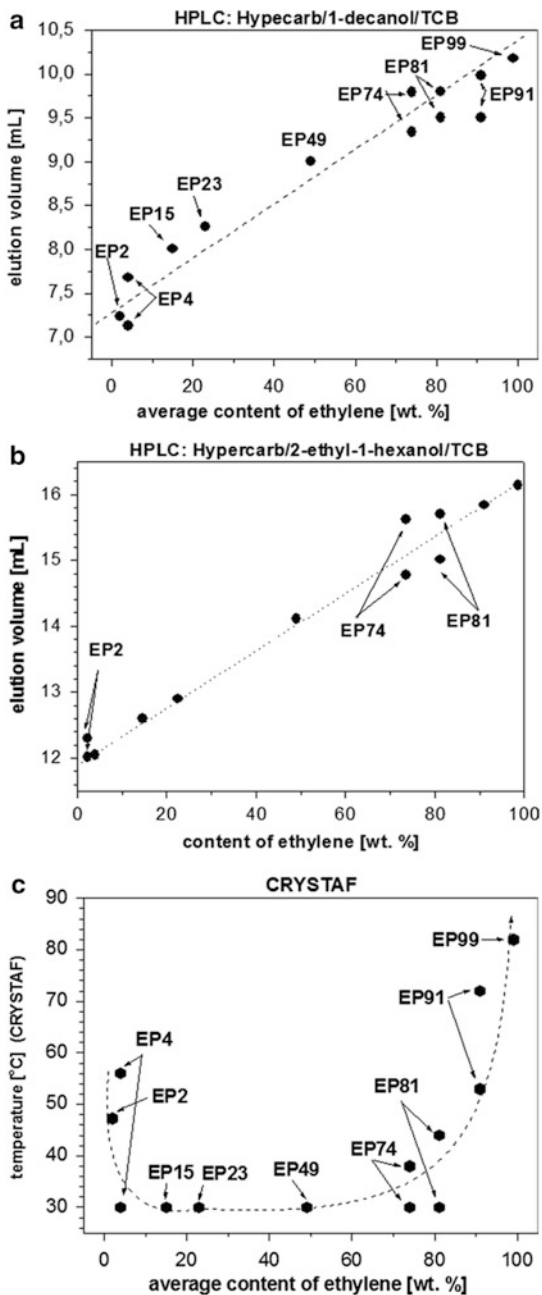 a
HPLC: Hypecarb/1-decanol/TCB
10,5
10,0
9,5
9,0
8,5
8,0
7,5
7,0
elution volume [mL]
EP99
EP81
EP74
EP91
EP49
EP23
EP15
EP2
EP4
0 20 40 60 80 100
average content of ethylene [wt. %]
b
HPLC: Hypercarb/2-ethyl-1-hexanol/TCB
16
15
14
13
12
elution volume [mL]
EP74
EP81
EP2
0 20 40 60 80 100
content of ethylene [wt. %]
c
CRYSTAF
90
80
70
60
50
40
30
temperature [°C] (CRYSTAF)
EP99
EP91
EP4
EP2
EP81
EP74
EP15
EP23
EP49
0 20 40 60 80 100
average content of ethylene [wt. %]